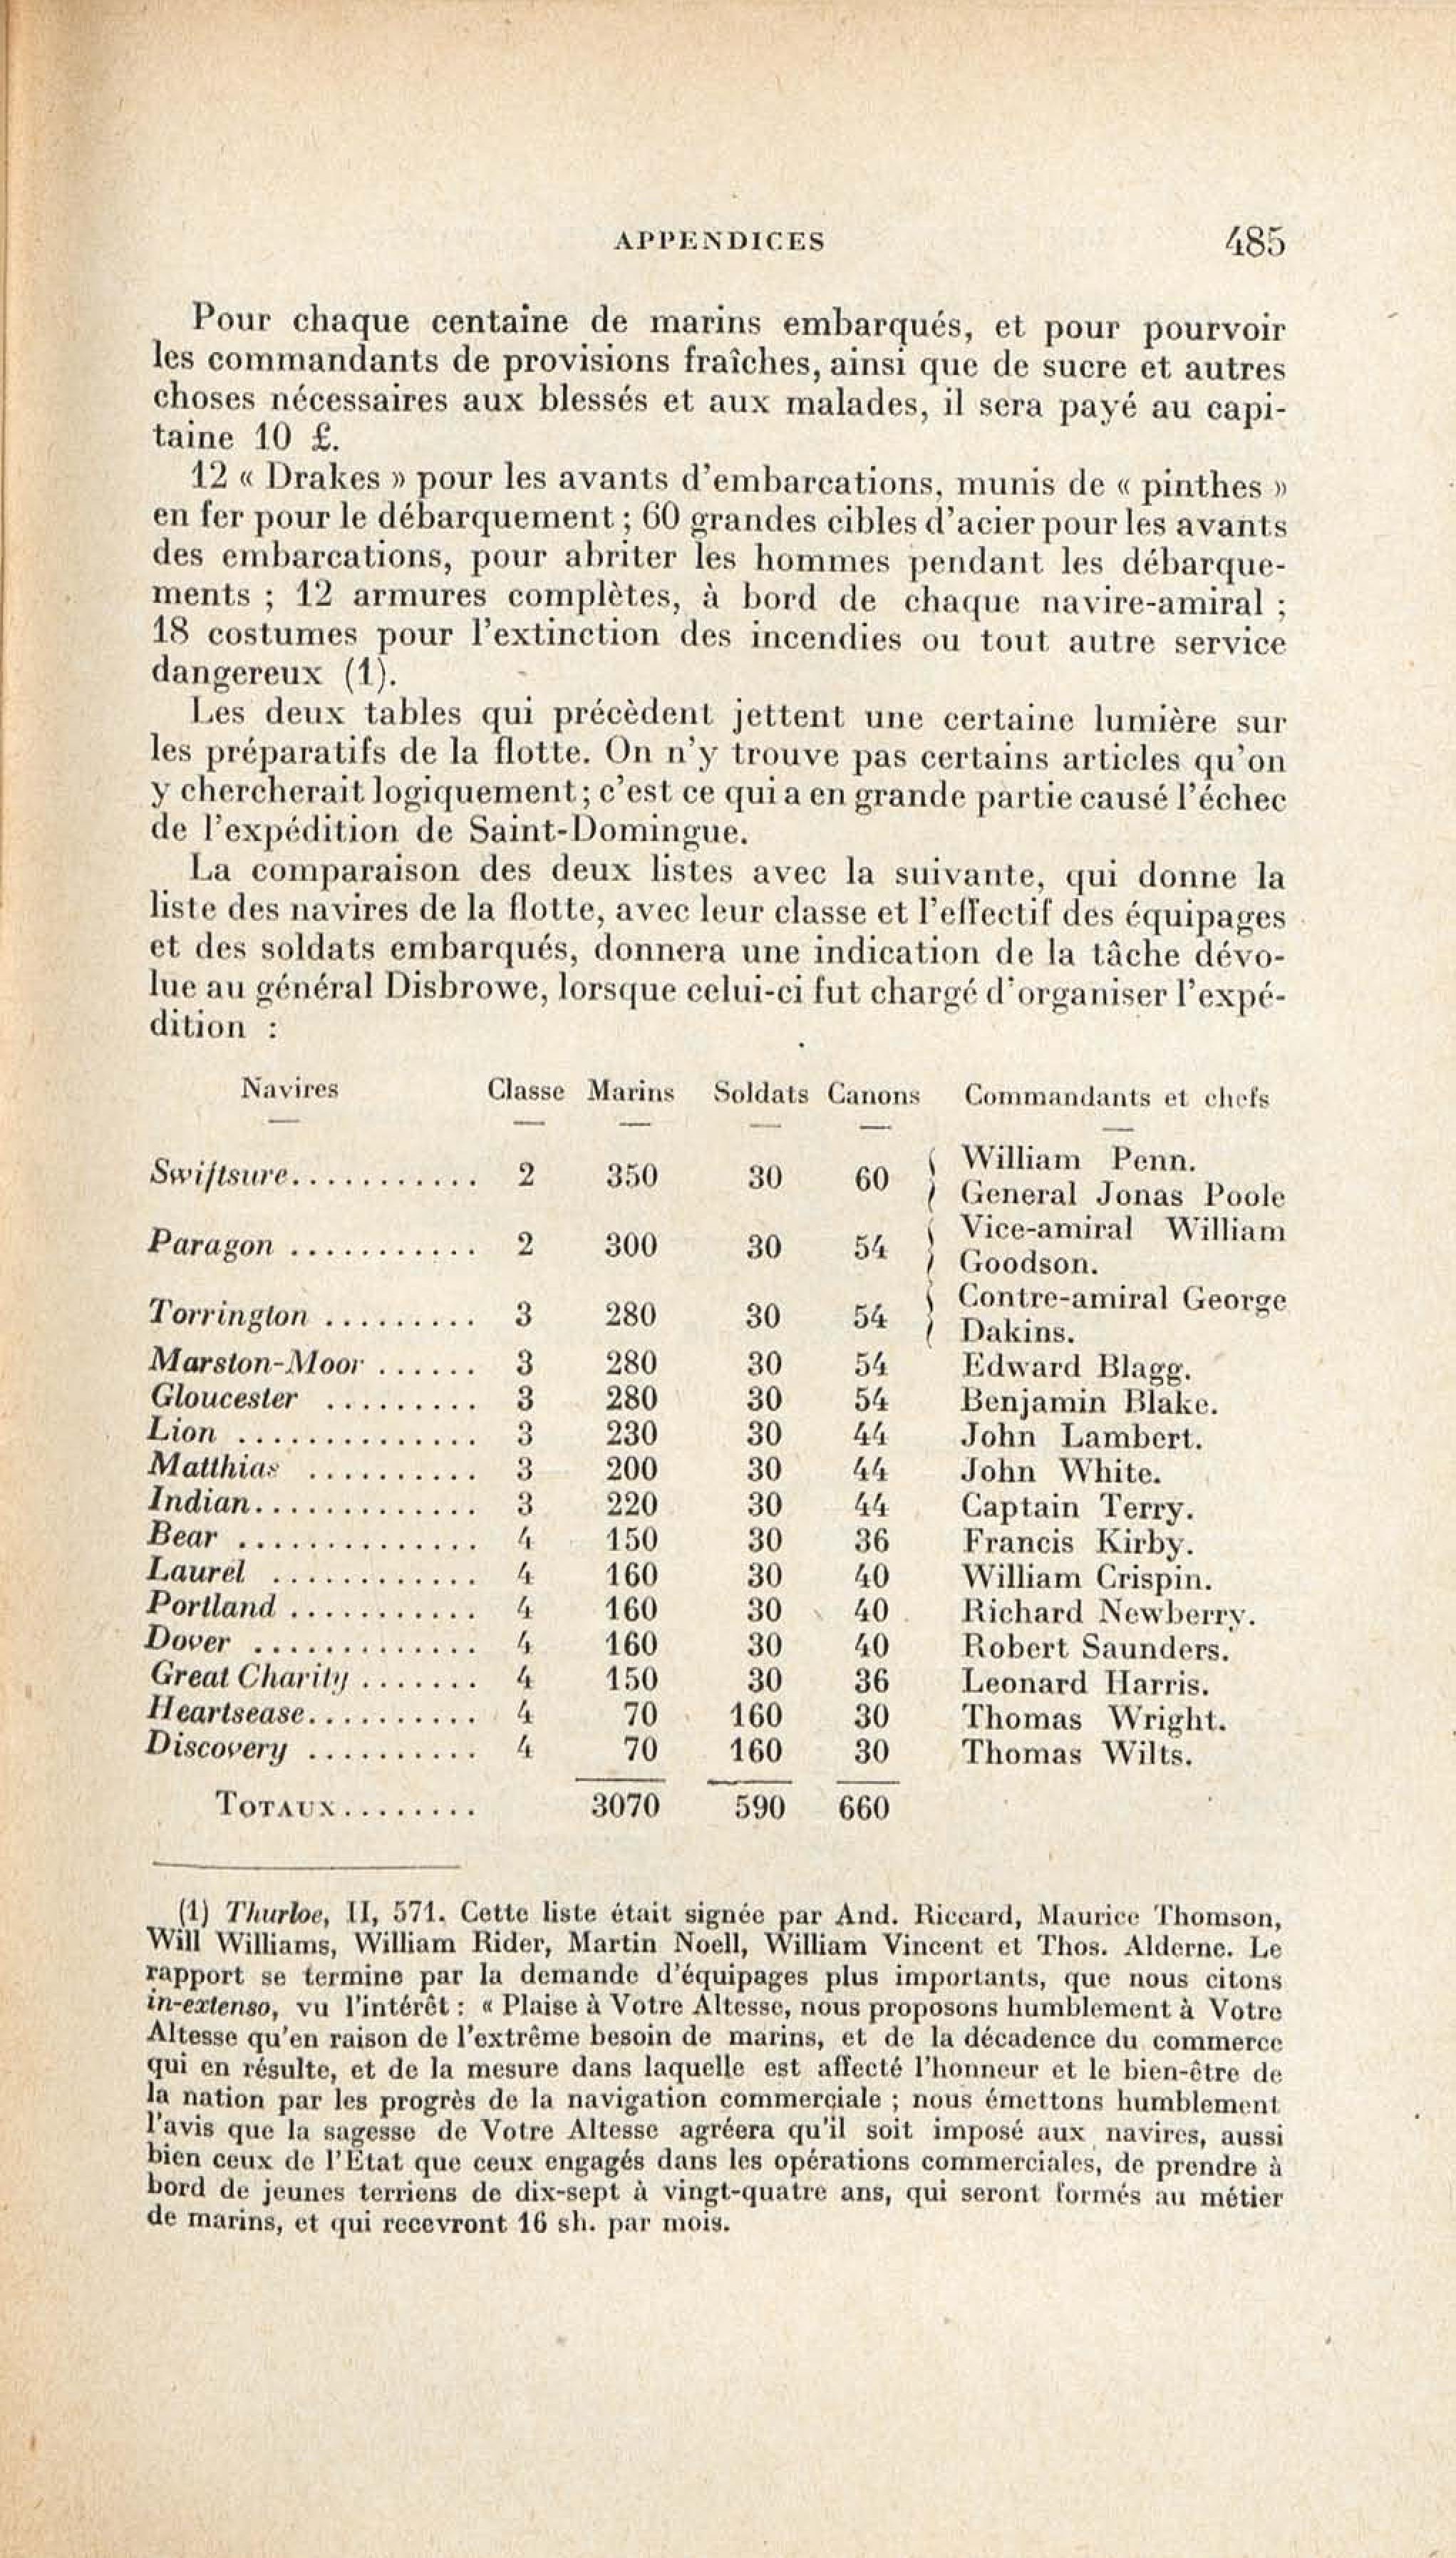 APPENDICES 485
Pour chaque centaine de marins embarqués, et pour pourvoir
les commandants de provisions fraîches, ainsi que de sucre et autres
choses nécessaires aux blessés et aux malades, il sera payé au capi-
taine 10 £.
12 « Drakes » pour les avants d'embarcations, munis de « pinthes »
en fer pour le débarquement ; 60 grandes cibles d'acier pour les avants
des embarcations, pour abriter les hommes pendant les débarque-
ments ; 12 armures complètes, à bord de chaque navire-amiral ;
18 costumes pour l'extinction des incendies ou tout autre service
dangereux (1).
Les deux tables qui précèdent jettent une certaine lumière sur
les préparatifs de la flotte. On n'y trouve pas certains articles qu'on
y chercherait logiquement ; c'est ce qui a en grande partie causé l'échec
de l'expédition de Saint-Domingue.
La comparaison des deux listes avec la suivante, qui donne la
liste des navires de la flotte, avec leur classe et l'effectif des équipages
et des soldats embarqués, donnera une indication de la tâche dévo-
lue au général Disbrowe, lorsque celui-ci fut chargé d'organiser l'expé-
dition :
Navires Classe Marins Soldats Canons Commandants et chefs
Swiftsure............ 2 350 30 60 William Penn.
General Jonas Poole
Paragon ........... 2 300 30 54 Vice-amiral William
Goodson.
Torrington ......... 3 280 30 54 Contre-amiral George
Dakins.
Marston-Moor ...... 3 280 30 54 Edward Blagg.
Gloucester ......... 3 280 30 54 Benjamin Blake.
Lion .............. 3 230 30 44 John Lambert.
Matthias .......... 3 200 30 44 John White.
Indian............. 3 220 30 44 Captain Terry.
Bear .............. 4 150 30 36 Francis Kirby.
Laurel ............ 4 160 30 40 William Crispin.
Portland ........... 4 160 30 40 Richard Newberry.
Dover ............. 4 160 30 40 Robert Saunders.
Great Charity ....... 4 150 30 36 Leonard Harris.
Heartsease.......... 4 70 160 30 Thomas Wright.
Discovery .......... 4 70 160 30 Thomas Wilts.
TOTAUX........ 3070 590 660
(1) Thurloe, II, 571. Cette liste était signée par And. Riccard, Maurice Thomson,
Will Williams, William Rider, Martin Noell, William Vincent et Thos. Alderne. Le
rapport se termine par la demande d'équipages plus importants, que nous citons
in-extenso, vu l'intérêt : « Plaise à Votre Altesse, nous proposons humblement à Votre
Altesse qu'en raison de l'extrême besoin de marins, et de la décadence du commerce
qui en résulte, et de la mesure dans laquelle est affecté l'honneur et le bien-être de
la nation par les progrès de la navigation commerciale ; nous émettons humblement
l'avis que la sagesse de Votre Altesse agréera qu'il soit imposé aux navires, aussi
bien ceux de l'Etat que ceux engagés dans les opérations commerciales, de prendre à
bord de jeunes terriens de dix-sept à vingt-quatre ans, qui seront formés au métier
de marins, et qui recevront 16 sh. par mois.